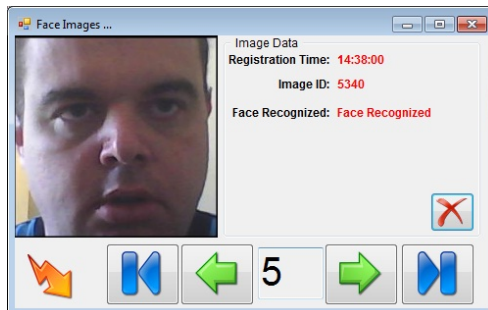 Face Images ...
Image Data
Registration Time: 14:38:00
Image ID: 5340
Face Recognized: Face Recognized
5